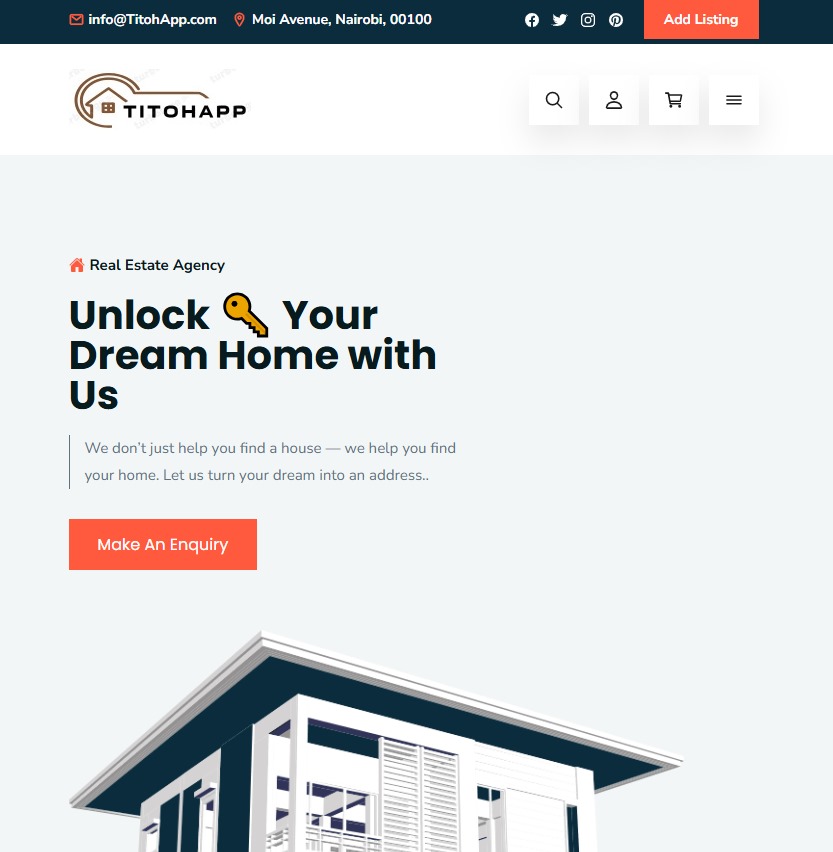 info@TitohApp.com
Moi Avenue, Nairobi, 00100
Add Listing
TITOHAPP
Real Estate Agency
Unlock 🔑 Your
Dream Home with
Us
We don’t just help you find a house — we help you find
your home. Let us turn your dream into an address..
Make An Enquiry